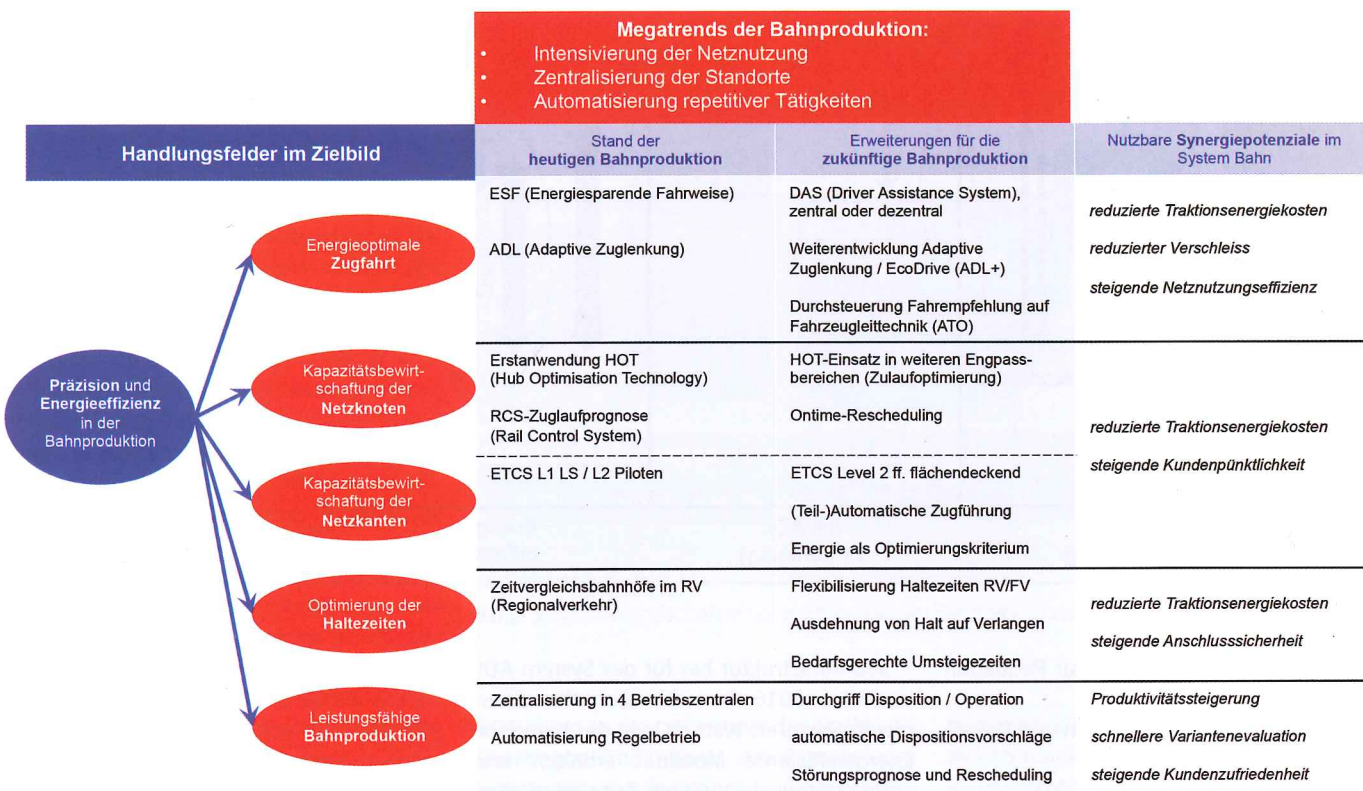 Megatrends der Bahnproduktion:
• Intensivierung der Netznutzung
• Zentralisierung der Standorte
• Automatisierung repetitiver Tätigkeiten
Handlungsfelder im Zielbild
Stand der
heutigen Bahnproduktion
Erweiterungen für die
zukünftige Bahnproduktion
Nutzbare Synergiepotenziale im
System Bahn
Präzision und
Energieeffizienz
in der
Bahnproduktion
Energieoptimale
Zugfahrt
ESF (Energiesparende Fahrweise)
ADL (Adaptive Zuglenkung)
DAS (Driver Assistance System),
zentral oder dezentral
Weiterentwicklung Adaptive
Zuglenkung / EcoDrive (ADL+)
Durchsteuerung Fahrempfehlung auf
Fahrzeugleittechnik (ATO)
reduzierte Traktionsenergiekosten
reduzierter Verschleiss
steigende Netznutzungseffizienz
Kapazitätsbewirt-
schaftung der
Netzknoten
Erstanwendung HOT
(Hub Optimisation Technology)
RCS-Zuglaufprognose
(Rail Control System)
HOT-Einsatz in weiteren Engpass-
bereichen (Zulaufoptimierung)
Ontime-Rescheduling
reduzierte Traktionsenergiekosten
steigende Kundenpünktlichkeit
Kapazitätsbewirt-
schaftung der
Netzkanten
ETCS L1 LS / L2 Piloten
ETCS Level 2 ff. flächendeckend
(Teil-)Automatische Zugführung
Energie als Optimierungskriterium
Optimierung der
Haltezeiten
Zeitvergleichsbahnhöfe im RV
(Regionalverkehr)
Flexibilisierung Haltezeiten RV/FV
Ausdehnung von Halt auf Verlangen
Bedarfsgerechte Umsteigezeiten
reduzierte Traktionsenergiekosten
steigende Anschlusssicherheit
Leistungsfähige
Bahnproduktion
Zentralisierung in 4 Betriebszentralen
Automatisierung Regelbetrieb
Durchgriff Disposition / Operation
automatische Dispositionsvorschläge
Störungsprognose und Rescheduling
Produktivitätssteigerung
schnellere Variantenevaluation
steigende Kundenzufriedenheit